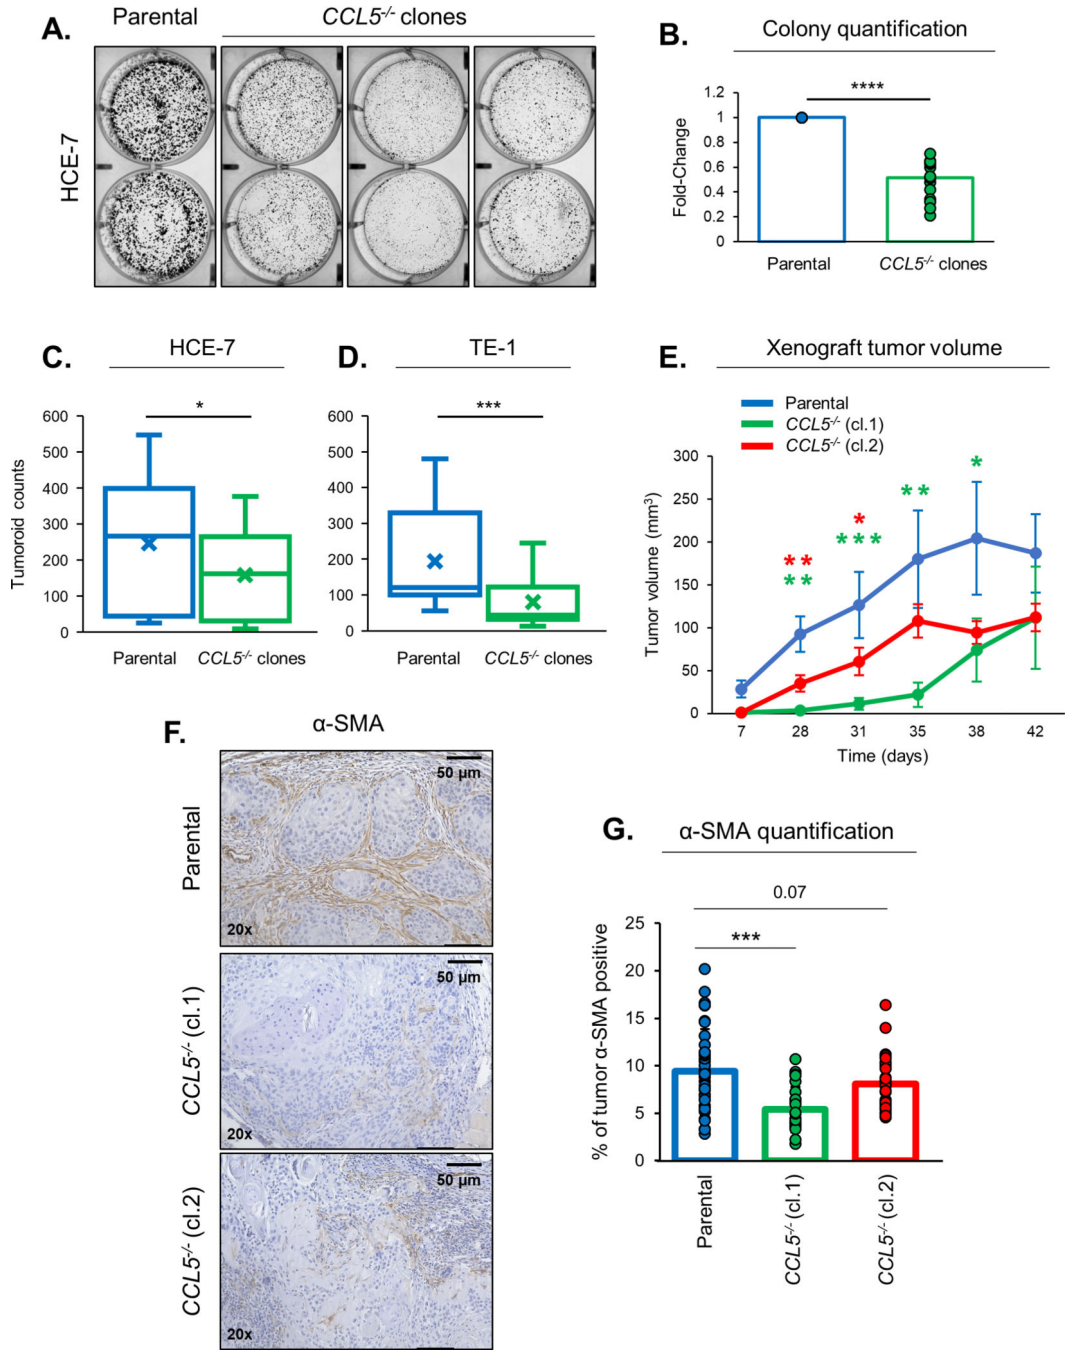 A.
Parental
CCL5-/- clones
HCE-7
B.
Colony quantification
****
Fold-Change
1.2
1
0.8
0.6
0.4
0.2
0
Parental
CCL5-/- clones
C.
HCE-7
*
Tumoroid counts
600
500
400
300
200
100
0
Parental
CCL5-/- clones
D.
TE-1
***
600
500
400
300
200
100
0
Parental
CCL5-/- clones
E.
Xenograft tumor volume
Parental
CCL5-/- (cl.1)
CCL5-/- (cl.2)
Tumor volume (mm³)
300
250
200
150
100
50
0
**
**
*
***
**
*
7 28 31 35 38 42
Time (days)
F.
α-SMA
Parental
50 µm
20x
CCL5-/- (cl.1)
50 µm
20x
CCL5-/- (cl.2)
50 µm
20x
G.
α-SMA quantification
0.07
***
% of tumor α-SMA positive
25
20
15
10
5
0
Parental
CCL5-/- (cl.1)
CCL5-/- (cl.2)